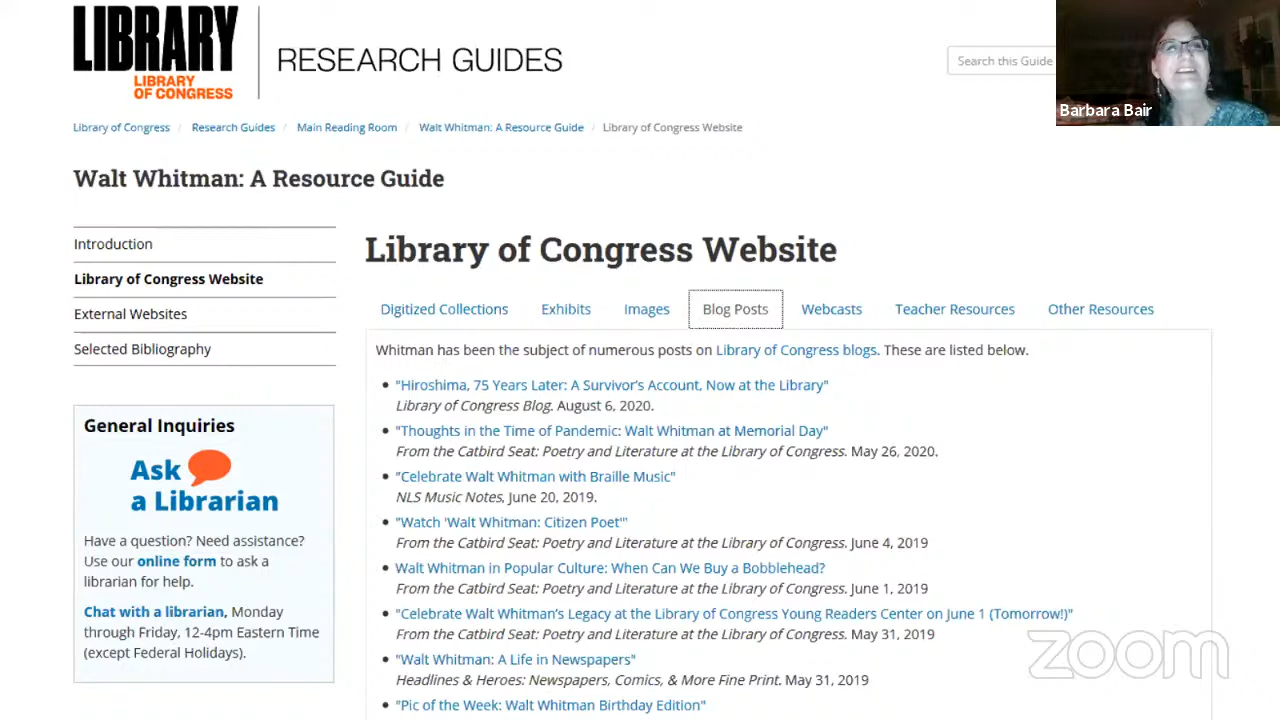 LIBRARY
LIBRARY
OF CONGRESS
RESEARCH GUIDES
Search this Guide
Barbara Bair
Library of Congress / Research Guides / Main Reading Room / Walt Whitman: A Resource Guide / Library of Congress Website
Walt Whitman: A Resource Guide
Introduction
Library of Congress Website
External Websites
Selected Bibliography
General Inquiries
Ask
a Librarian
Have a question? Need assistance?
Use our online form to ask a
librarian for help.
Chat with a librarian, Monday
through Friday, 12-4pm Eastern Time
(except Federal Holidays).
Library of Congress Website
Digitized Collections Exhibits Images Blog Posts Webcasts Teacher Resources Other Resources
Whitman has been the subject of numerous posts on Library of Congress blogs. These are listed below.
• "Hiroshima, 75 Years Later: A Survivor's Account, Now at the Library"
Library of Congress Blog. August 6, 2020.
• "Thoughts in the Time of Pandemic: Walt Whitman at Memorial Day"
From the Catbird Seat: Poetry and Literature at the Library of Congress. May 26, 2020.
• "Celebrate Walt Whitman with Braille Music"
NLS Music Notes, June 20, 2019.
• "Watch 'Walt Whitman: Citizen Poet'"
From the Catbird Seat: Poetry and Literature at the Library of Congress. June 4, 2019
• Walt Whitman in Popular Culture: When Can We Buy a Bobblehead?
From the Catbird Seat: Poetry and Literature at the Library of Congress. June 1, 2019
• "Celebrate Walt Whitman's Legacy at the Library of Congress Young Readers Center on June 1 (Tomorrow!)"
From the Catbird Seat: Poetry and Literature at the Library of Congress. May 31, 2019
• "Walt Whitman: A Life in Newspapers"
Headlines & Heroes: Newspapers, Comics, & More Fine Print. May 31, 2019
• "Pic of the Week: Walt Whitman Birthday Edition"
zoom